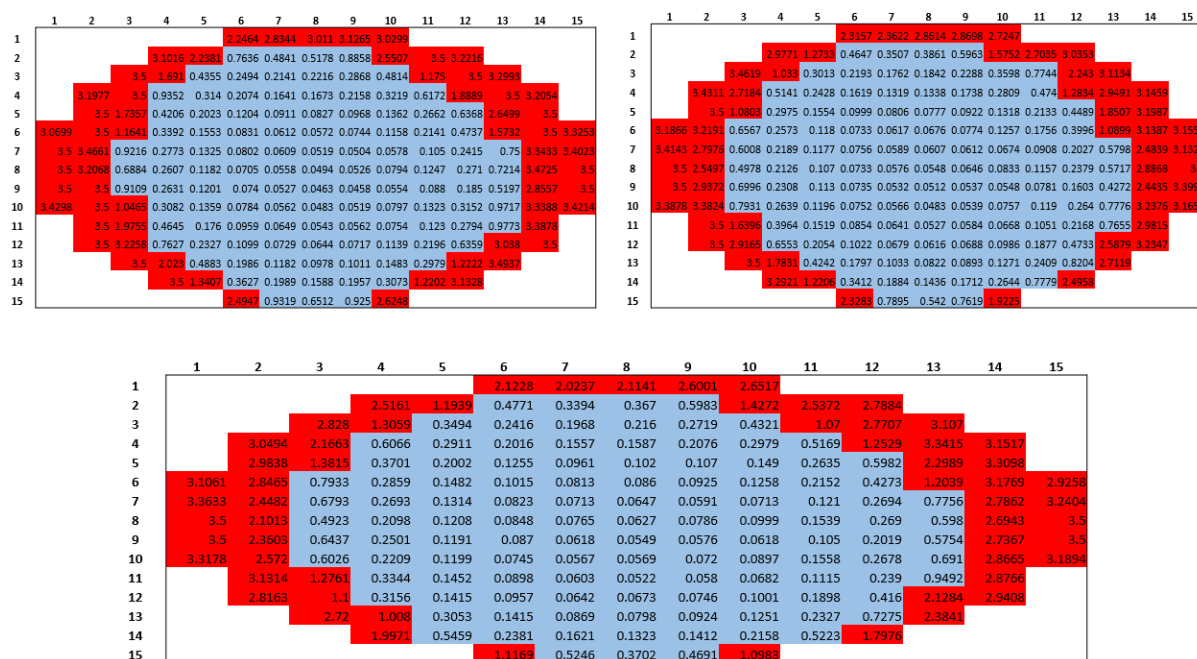 1 2 3 4 5 6 7 8 9 10 11 12 13 14 15
1 2.2464 2.8344 3.011 3.1265 3.0299
2 3.1016 2.2381 0.7636 0.4841 0.5178 0.8858 2.5507 3.5 3.2216
3 3.5 1.691 0.4355 0.2494 0.2141 0.2216 0.2868 0.4814 1.175 3.5 3.2993
4 3.1977 3.5 0.9352 0.314 0.2074 0.1641 0.1673 0.2158 0.3219 0.6172 1.8889 3.5 3.2054
5 3.5 1.7357 0.4206 0.2023 0.1204 0.0911 0.0827 0.0968 0.1362 0.2662 0.6368 2.6499 3.5
6 3.0699 3.5 1.1641 0.3392 0.1553 0.0831 0.0612 0.0572 0.0744 0.1158 0.2141 0.4737 1.5732 3.5 3.3253
7 3.5 3.4661 0.9216 0.2773 0.1325 0.0802 0.0609 0.0519 0.0504 0.0578 0.105 0.2415 0.75 3.3433 3.4023
8 3.5 3.2068 0.6884 0.2607 0.1182 0.0705 0.0558 0.0494 0.0526 0.0794 0.1247 0.271 0.7214 3.4725 3.5
9 3.5 3.5 0.9109 0.2631 0.1201 0.074 0.0527 0.0463 0.0458 0.0554 0.088 0.185 0.5197 2.8557 3.5
10 3.4298 3.5 1.0465 0.3082 0.1359 0.0784 0.0562 0.0483 0.0519 0.0797 0.1323 0.3152 0.9717 3.3388 3.4214
11 3.5 1.9755 0.4645 0.176 0.0959 0.0649 0.0543 0.0562 0.0754 0.123 0.2794 0.9773 3.3878
12 3.5 3.2258 0.7627 0.2327 0.1099 0.0729 0.0644 0.0717 0.1139 0.2196 0.6359 3.038 3.5
13 3.5 2.023 0.4883 0.1986 0.1182 0.0978 0.1011 0.1483 0.2979 1.2222 3.4937
14 3.5 1.3407 0.3627 0.1989 0.1588 0.1957 0.3073 1.2202 3.1328
15 2.4947 0.9319 0.6512 0.925 2.6248
1 2 3 4 5 6 7 8 9 10 11 12 13 14 15
1 2.3157 2.3622 2.8614 2.8698 2.7247
2 2.9771 1.2733 0.4647 0.3507 0.3861 0.5963 1.5752 2.7035 3.0353
3 3.4619 1.033 0.3013 0.2193 0.1762 0.1842 0.2288 0.3598 0.7744 2.243 3.1134
4 3.4311 2.7184 0.5141 0.2428 0.1619 0.1319 0.1338 0.1738 0.2809 0.474 1.2834 2.9491 3.1459
5 3.5 1.0803 0.2975 0.1554 0.0999 0.0806 0.0777 0.0922 0.1318 0.2133 0.4489 1.8507 3.1987
6 3.1866 3.2191 0.6567 0.2573 0.118 0.0733 0.0617 0.0676 0.0774 0.1257 0.1756 0.3996 1.0899 3.1387 3.155
7 3.4143 2.7976 0.6008 0.2189 0.1177 0.0756 0.0589 0.0607 0.0612 0.0674 0.0908 0.2027 0.5798 2.4839 3.132
8 3.5 2.5497 0.4978 0.2126 0.107 0.0733 0.0576 0.0548 0.0646 0.0833 0.1157 0.2379 0.5717 2.8868 3.5
9 3.5 2.9372 0.6996 0.2308 0.113 0.0735 0.0532 0.0512 0.0537 0.0548 0.0781 0.1603 0.4272 2.4435 3.399
10 3.3878 3.3824 0.7931 0.2639 0.1196 0.0752 0.0566 0.0483 0.0539 0.0757 0.119 0.264 0.7776 3.2376 3.165
11 3.5 1.6396 0.3964 0.1519 0.0854 0.0641 0.0527 0.0584 0.0668 0.1051 0.2168 0.7655 2.9815
12 3.5 2.9165 0.6553 0.2054 0.1022 0.0679 0.0616 0.0688 0.0986 0.1877 0.4733 2.5879 3.2347
13 3.5 1.7831 0.4242 0.1797 0.1033 0.0822 0.0893 0.1271 0.2409 0.8204 2.7119
14 3.2921 1.2206 0.3412 0.1884 0.1436 0.1712 0.2644 0.7779 2.4958
15 2.3283 0.7895 0.542 0.7619 1.9225
1 2 3 4 5 6 7 8 9 10 11 12 13 14 15
1 2.1228 2.0237 2.1141 2.6001 2.6517
2 2.5161 1.1939 0.4771 0.3394 0.367 0.5983 1.4272 2.5372 2.7884
3 2.828 1.3059 0.3494 0.2416 0.1968 0.216 0.2719 0.4321 1.07 2.7707 3.107
4 3.0494 2.1663 0.6066 0.2911 0.2016 0.1557 0.1587 0.2076 0.2979 0.5169 1.2529 3.3415 3.1517
5 2.9838 1.3815 0.3701 0.2002 0.1255 0.0961 0.102 0.107 0.149 0.2635 0.5982 2.2989 3.3098
6 3.1061 2.8465 0.7933 0.2859 0.1482 0.1015 0.0813 0.086 0.0925 0.1258 0.2152 0.4273 1.2039 3.1769 2.9258
7 3.3633 2.4482 0.6793 0.2693 0.1314 0.0823 0.0713 0.0647 0.0591 0.0713 0.121 0.2694 0.7756 2.7862 3.2404
8 3.5 2.1013 0.4923 0.2098 0.1208 0.0848 0.0765 0.0627 0.0786 0.0999 0.1539 0.269 0.598 2.6943 3.5
9 3.5 2.3603 0.6437 0.2501 0.1191 0.087 0.0618 0.0549 0.0576 0.0618 0.105 0.2019 0.5754 2.7367 3.5
10 3.3178 2.572 0.6026 0.2209 0.1199 0.0745 0.0567 0.0569 0.072 0.0897 0.1558 0.2678 0.691 2.8665 3.1894
11 3.1314 1.2761 0.3344 0.1452 0.0898 0.0603 0.0522 0.058 0.0682 0.1115 0.239 0.9492 2.8766
12 2.8163 1.1 0.3156 0.1415 0.0957 0.0642 0.0673 0.0746 0.1001 0.1898 0.416 2.1284 2.9408
13 2.72 1.008 0.3053 0.1415 0.0869 0.0798 0.0924 0.1251 0.2327 0.7275 2.3841
14 1.9971 0.5459 0.2381 0.1621 0.1323 0.1412 0.2158 0.5223 1.7976
15 1.1169 0.5246 0.3702 0.4691 1.0983